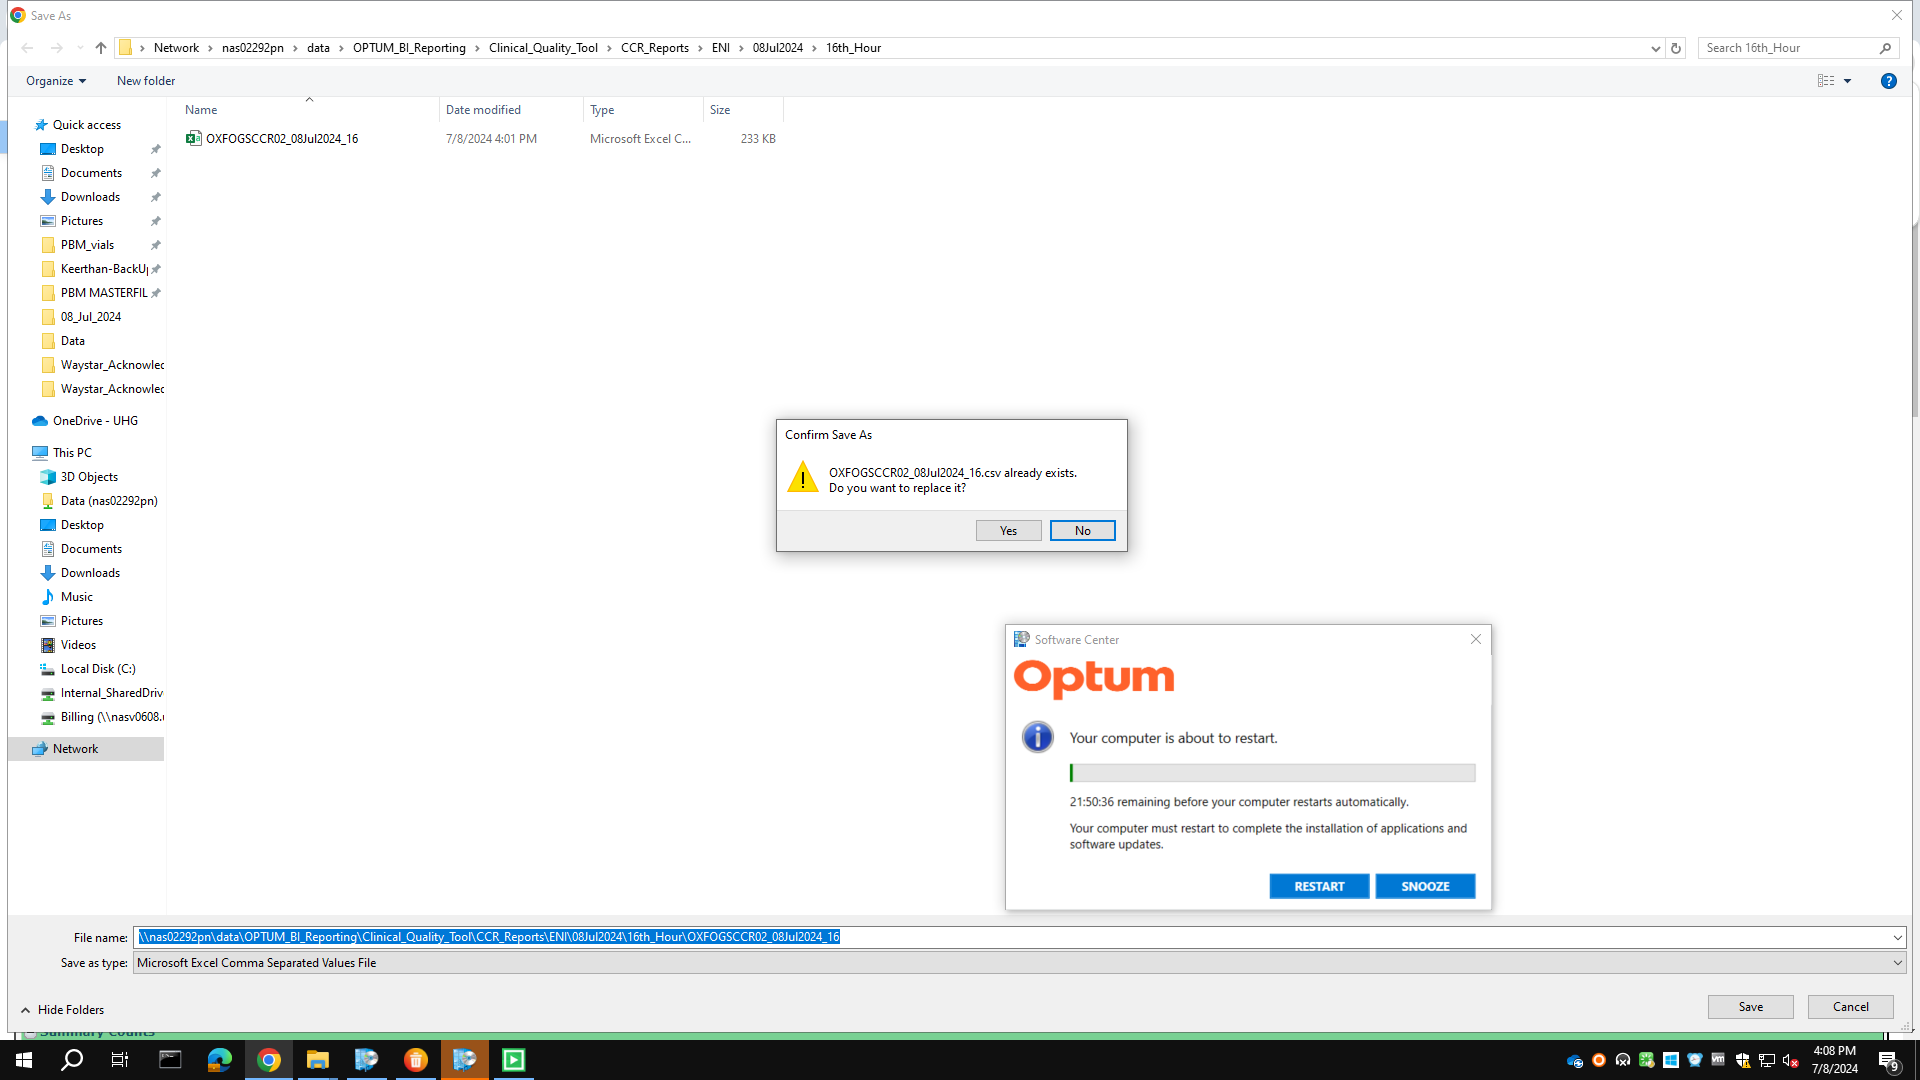 Save As
Network
nas02292pn
data
OPTUM_BI_Reporting
Clinical_Quality_Tool
CCR_Reports
ENI
08Jul2024
16th_Hour
Search 16th_Hour
Organize
New folder
Name
Date modified
Type
Size
OXFOGSCCR02_08Jul2024_16
7/8/2024 4:01 PM
Microsoft Excel C...
233 KB
Quick access
Desktop
Documents
Downloads
Pictures
PBM_vials
Keerthan-BackU
PBM MASTERFIL
08_Jul_2024
Data
Waystar_Acknowlec
Waystar_Acknowlec
OneDrive - UHG
This PC
3D Objects
Data (nas02292pn)
Desktop
Documents
Downloads
Music
Pictures
Videos
Local Disk (C:)
Internal_SharedDriv
Billing (\\nasv0608.
Network
Confirm Save As
OXFOGSCCR02_08Jul2024_16.csv already exists.
Do you want to replace it?
Yes
No
Software Center
Optum
Your computer is about to restart.
21:50:36 remaining before your computer restarts automatically.
Your computer must restart to complete the installation of applications and
software updates.
RESTART
SNOOZE
File name:
\\nas02292pn\data\OPTUM_BI_Reporting\Clinical_Quality_Tool\CCR_Reports\ENI\08Jul2024\16th_Hour\OXFOGSCCR02_08Jul2024_16
Save as type:
Microsoft Excel Comma Separated Values File
Hide Folders
Save
Cancel
Summary Counts
4:08 PM
7/8/2024
9